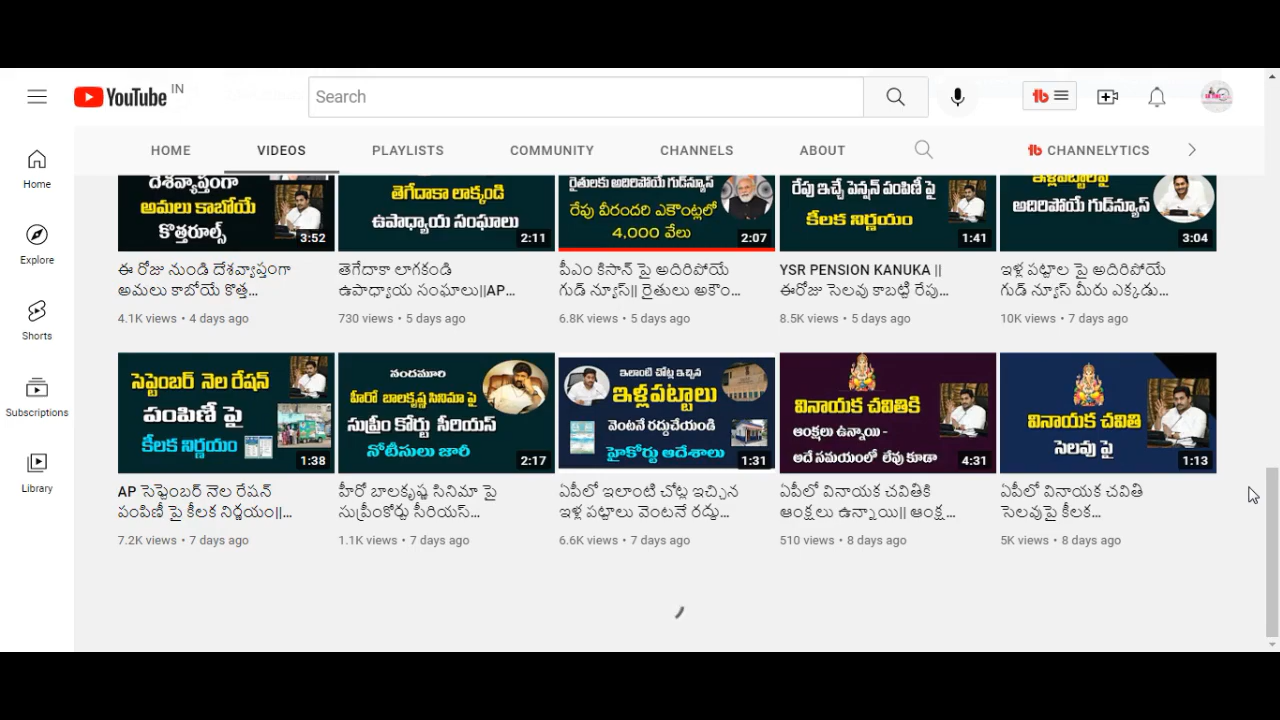 YouTube IN
Search
HOME
VIDEOS
PLAYLISTS
COMMUNITY
CHANNELS
ABOUT
CHANNELYTICS
Home
Explore
Shorts
Subscriptions
Library
దేశవ్యాప్తంగా
అమలు కాబోయే
కొత్తరూల్స్
3:52
తెగేదాకా లాక్కండి
ఉపాధ్యాయ సంఘాలు
2:11
రైతులకు అదిరిపోయే గుడ్‌న్యూస్
రేపు వీరందరి ఎకౌంట్లలో
4,000 వేలు
2:07
రేపు ఇచ్చే పెన్షన్ పంపిణీ పై
కీలక నిర్ణయం
1:41
ఇళ్లపట్టాలపై
అదిరిపోయే గుడ్‌న్యూస్
3:04
ఈ రోజు నుండి దేశవ్యాప్తంగా
అమలు కాబోయే కొత్త...
4.1K views • 4 days ago
తెగేదాకా లాగకండి
ఉపాధ్యాయ సంఘాలు||AP...
730 views • 5 days ago
పీఎం కిసాన్ పై అదిరిపోయే
గుడ్ న్యూస్|| రైతులు అకౌం...
6.8K views • 5 days ago
YSR PENSION KANUKA ||
ఈరోజు సెలవు కాబట్టి రేపు...
8.5K views • 5 days ago
ఇళ్ల పట్టాల పై అదిరిపోయే
గుడ్ న్యూస్ మీరు ఎక్కడు...
10K views • 7 days ago
సెప్టెంబర్ నెల రేషన్
పంపిణీ పై
కీలక నిర్ణయం
1:38
నందమూరి
హీరో బాలకృష్ణ సినిమా పై
సుప్రీం కోర్టు సీరియస్
నోటీసులు జారీ
2:17
ఇలాంటి చోట్ల ఇచ్చిన
ఇళ్లపట్టాలు
వెంటనే రద్దుచేయండి
హైకోర్టు ఆదేశాలు
1:31
వినాయక చవితికి
ఆంక్షలు ఉన్నాయి -
అదే సమయంలో లేవు కూడా
4:31
వినాయక చవితి
సెలవు పై
1:13
AP సెప్టెంబర్ నెల రేషన్
పంపిణీ పై కీలక నిర్ణయం||...
7.2K views • 7 days ago
హీరో బాలకృష్ణ సినిమా పై
సుప్రీంకోర్టు సీరియస్...
1.1K views • 7 days ago
ఏపీలో ఇలాంటి చోట్ల ఇచ్చిన
ఇళ్ల పట్టాలు వెంటనే రద్దు...
6.6K views • 7 days ago
ఏపీలో వినాయక చవితికి
ఆంక్షలు ఉన్నాయి|| ఆంక్ష...
510 views • 8 days ago
ఏపీలో వినాయక చవితి
సెలవుపై కీలక...
5K views • 8 days ago